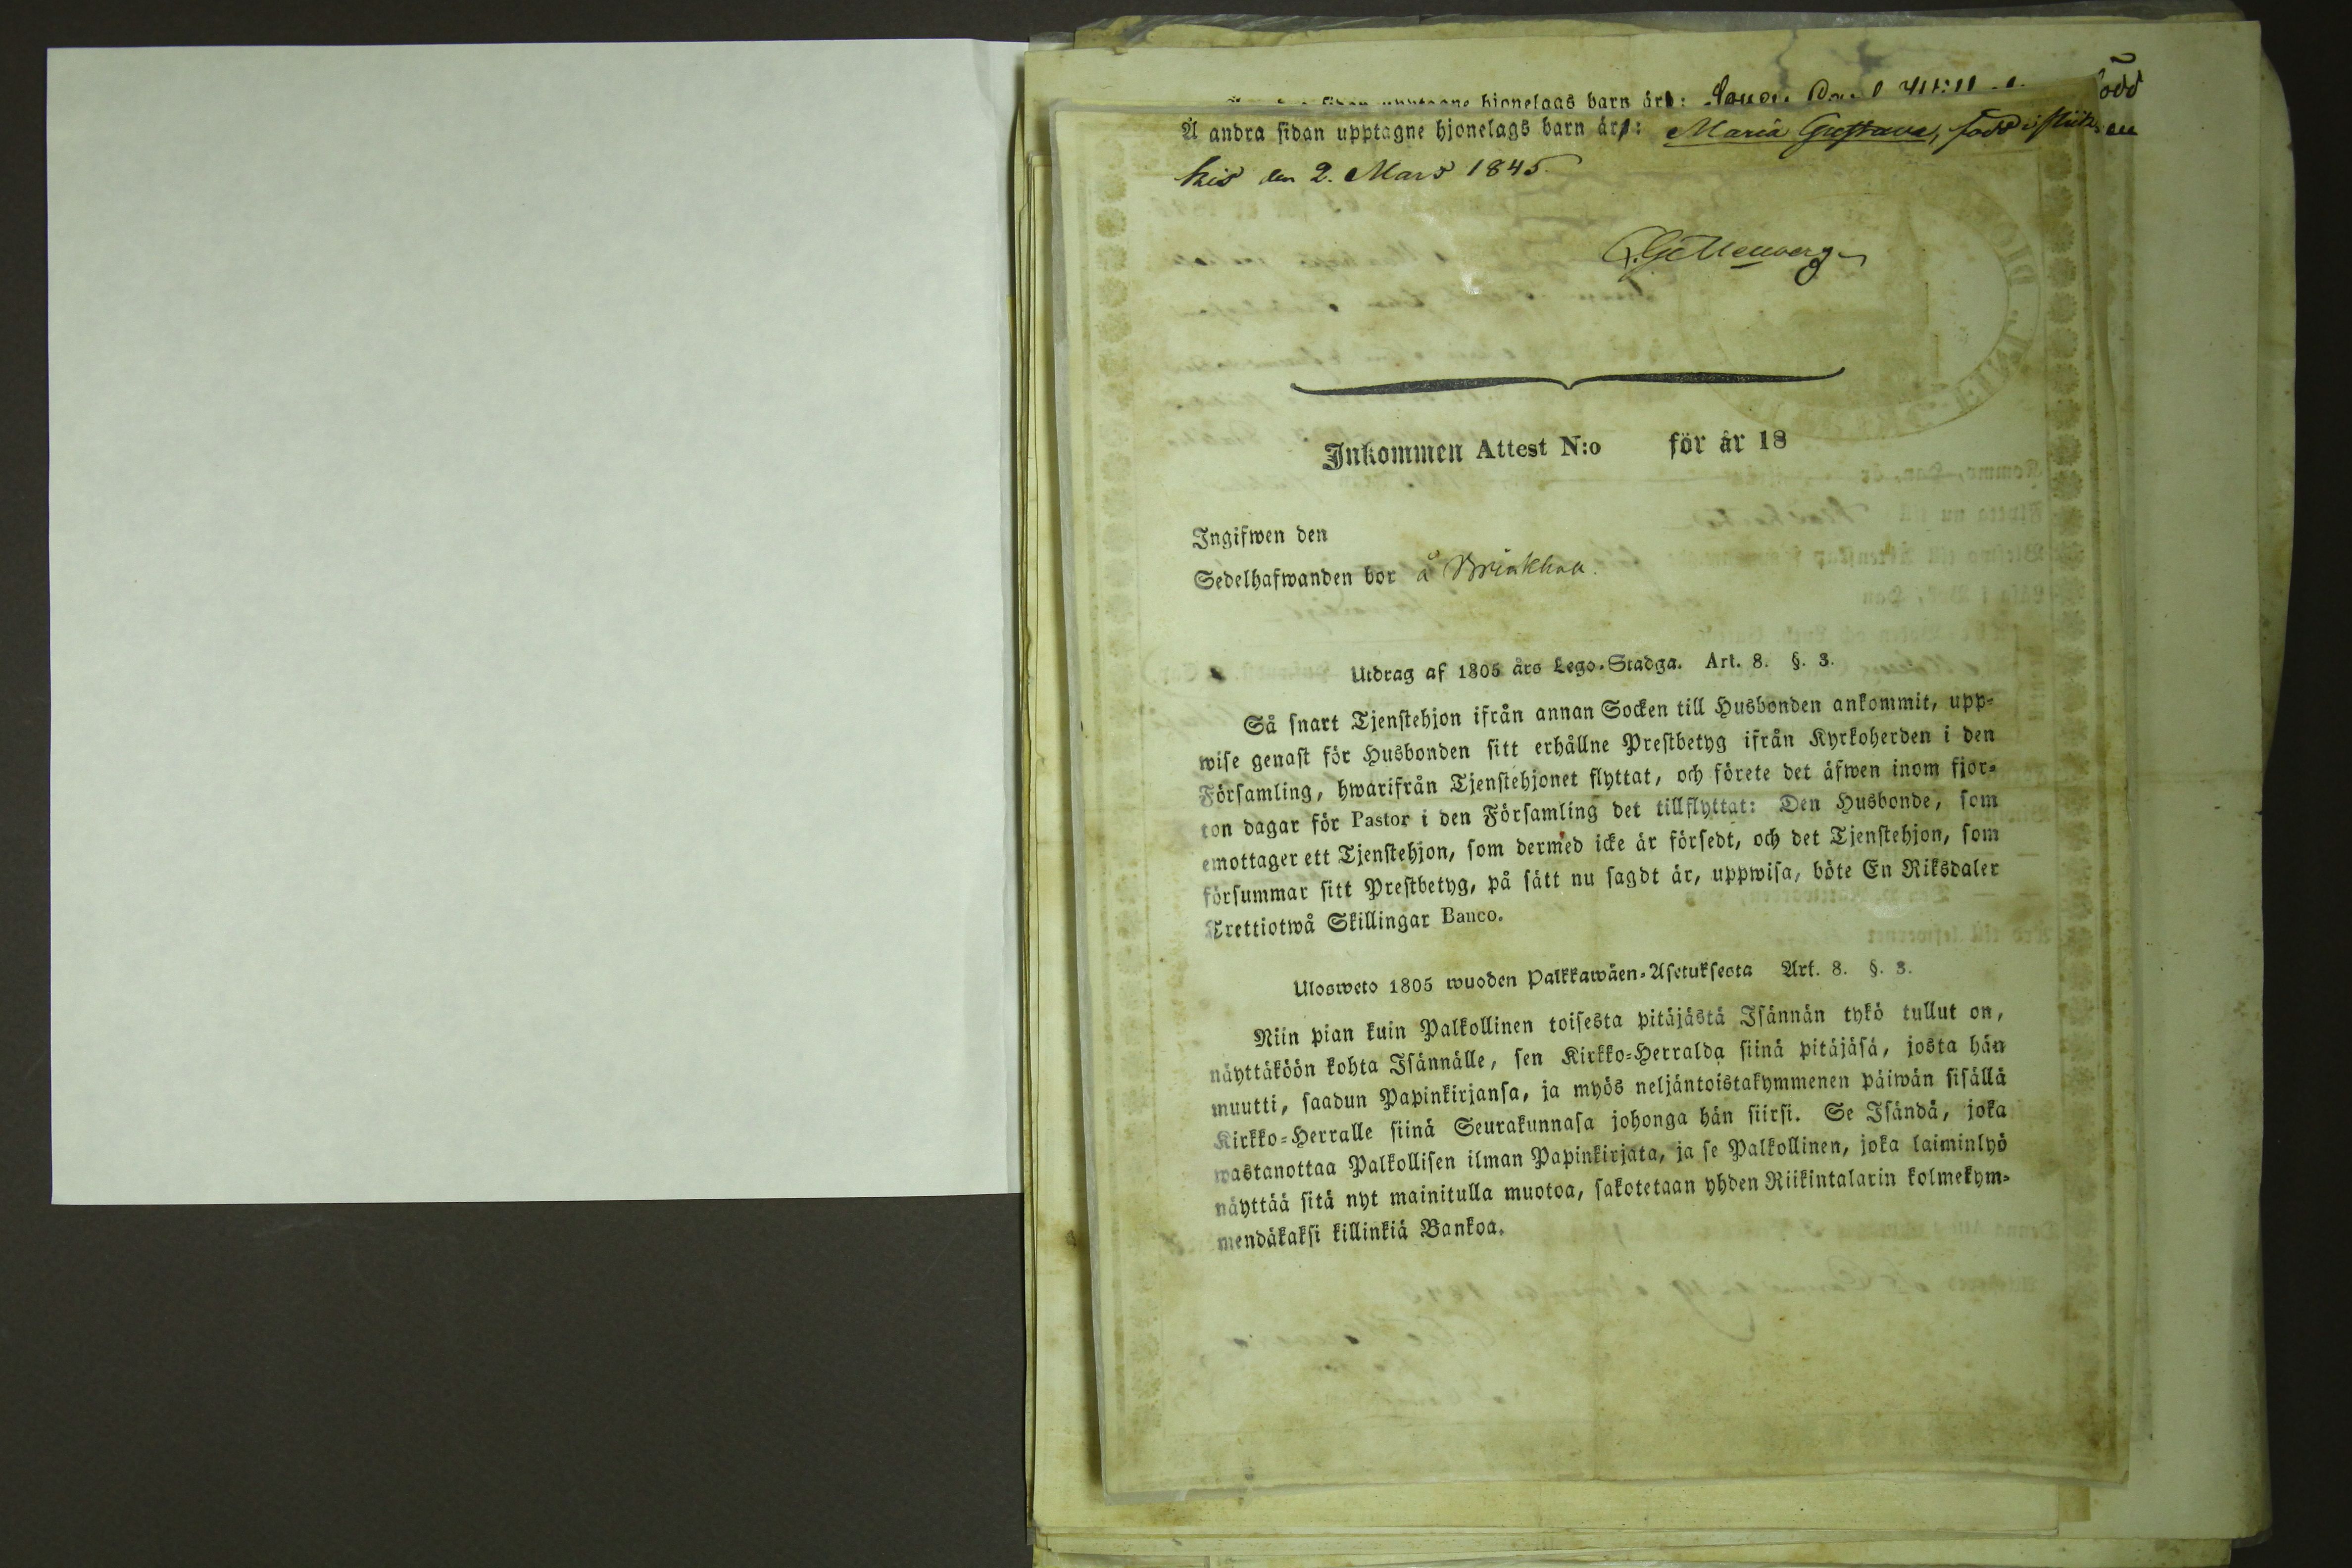 hjonelags barn är:
Å andra sidan upptagne hjonelags barn är: Maria Gustava, född i
kis den 2. Mars 1845.
Inkommen Attest N:o för år 18
Ingifwen den
Sedelhafwanden bor å Brinkhaa.
Utdrag af 1805 års Lego-Stadga. Art. 8. §. 3.
Så snart Tjenstehjon ifrån annan Socken till Husbonden ankommit, upp-
wise genast för Husbonden sitt erhållne Prestbetyg ifrån Kyrkoherden i den
Församling, hwarifrån Tjenstehjonet flyttat, och förete det äfwen inom fjor-
ton dagar för Pastor i den Församling det tillflyttat: Den Husbonde, som
emottager ett Tjenstehjon, som dermed icke är försedt, och det Tjenstehjon, som
försummar sitt Prestbetyg, på sätt nu sagdt är, uppwisa, böte En Riksdaler
Trettiotwå Skillingar Banco.
Ulosweto 1805 wuoden Palkkawäen-Asetuksesta Art. 8. §. 3.
Niin pian kuin Palkollinen toisesta pitäjästä Isännän tykö tullut on,
näyttäköön kohta Isännälle, sen Kirkko-Herralda siinä pitäjäsä, josta hän
muutti, saadun Papinkirjansa, ja myös neljäntoistakymmenen päiwän sisällä
Kirkko-Herralle siinä Seurakunnasa johonga hän siirsi. Se Isändä, joka
wastanottaa Palkollisen ilman Papinkirjata, ja se Palkollinen, joka laiminlyö
näyttää sitä nyt mainitulla muotoa, sakotetaan yhden Riikintalarin kolmekym-
mendäkaksi killinkiä Bankoa.